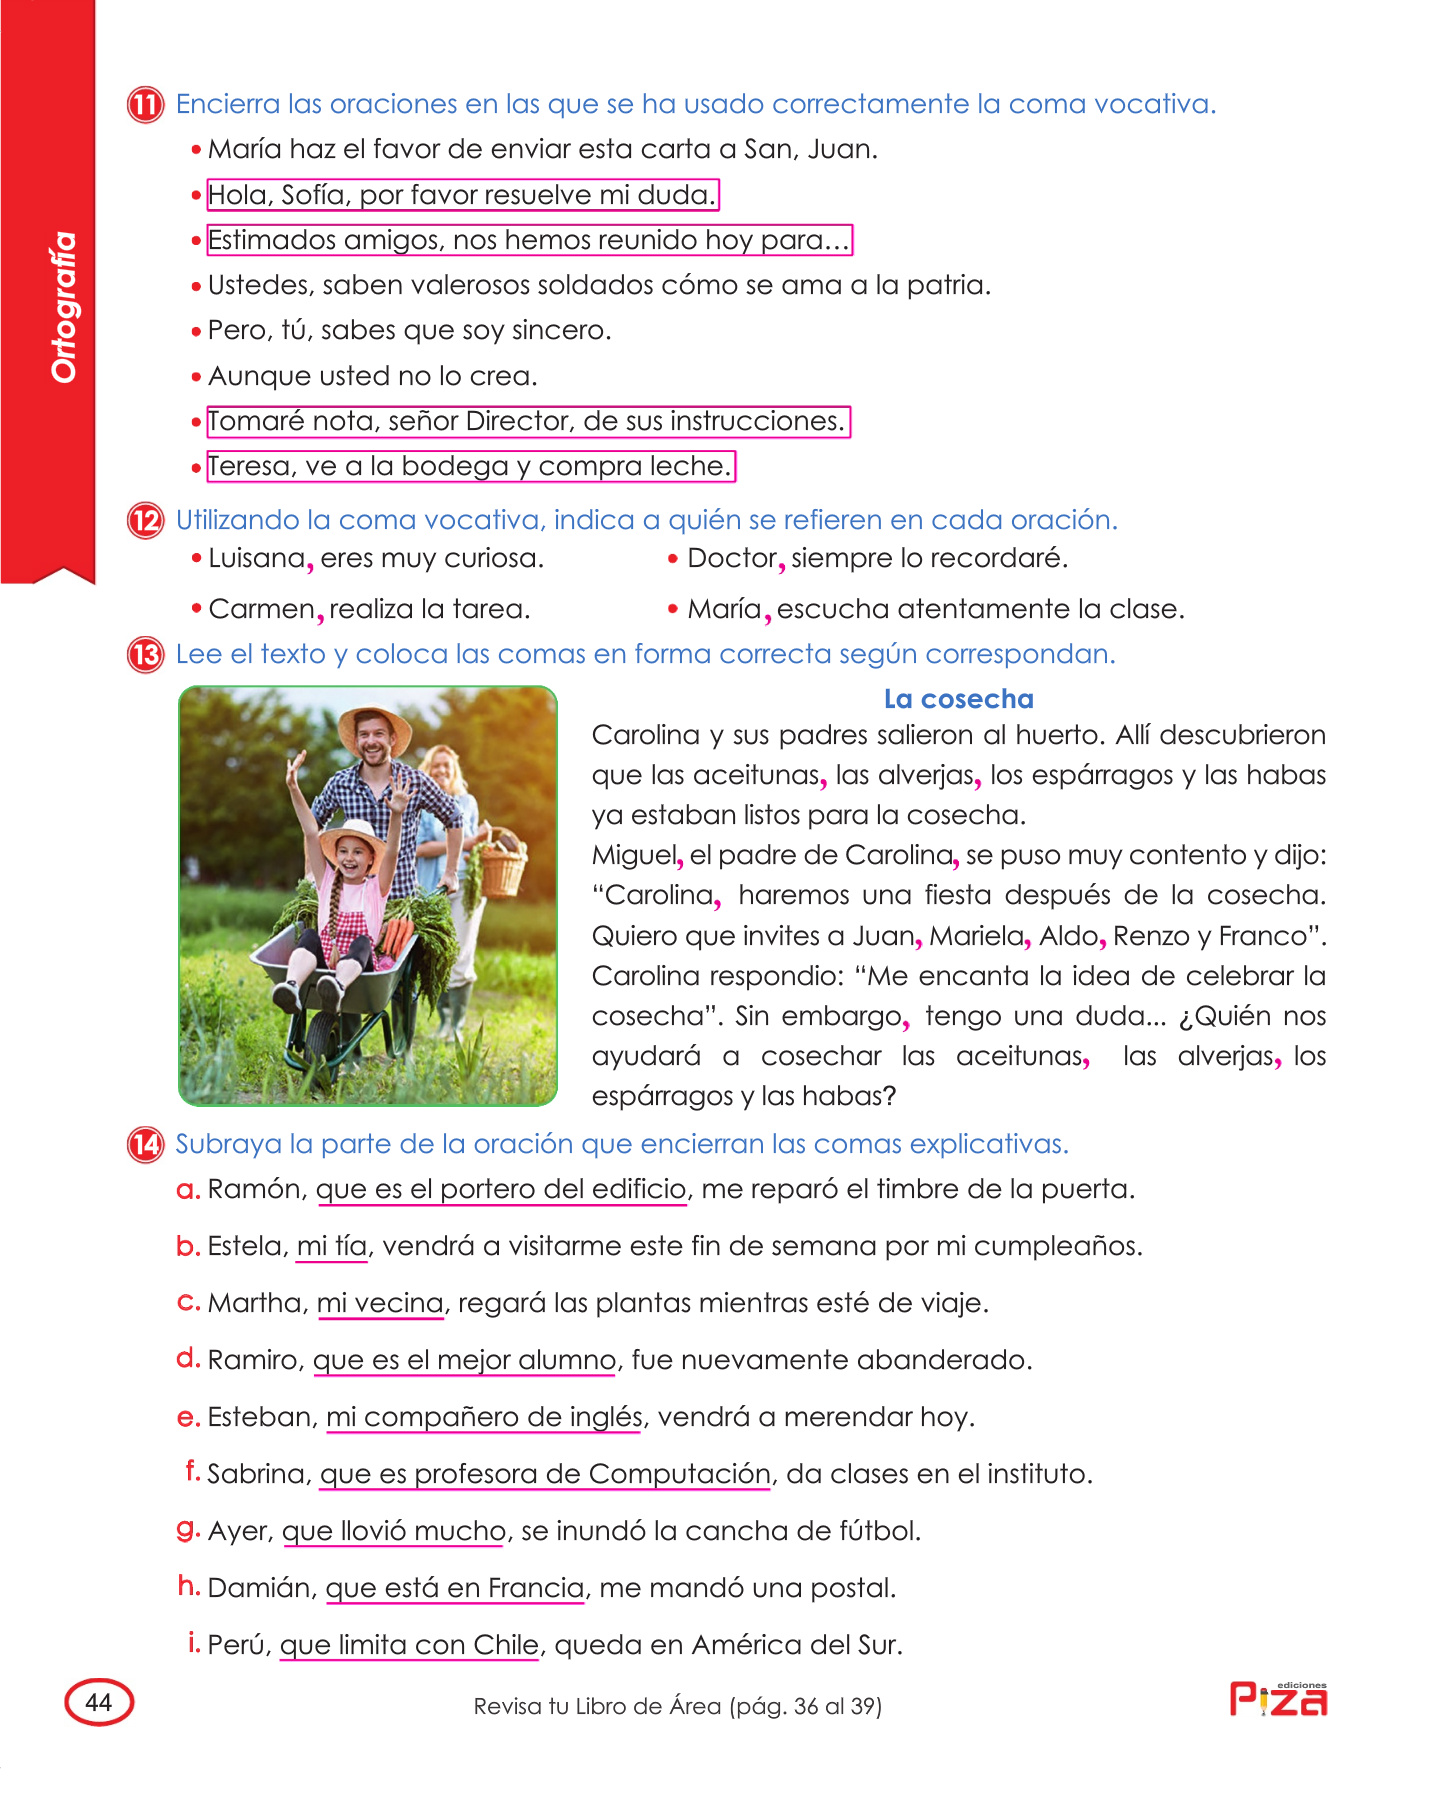 Ortografía
11 Encierra las oraciones en las que se ha usado correctamente la coma vocativa.
• María haz el favor de enviar esta carta a San, Juan.
• Hola, Sofía, por favor resuelve mi duda.
• Estimados amigos, nos hemos reunido hoy para...
• Ustedes, saben valerosos soldados cómo se ama a la patria.
• Pero, tú, sabes que soy sincero.
• Aunque usted no lo crea.
• Tomaré nota, señor Director, de sus instrucciones.
• Teresa, ve a la bodega y compra leche.
12 Utilizando la coma vocativa, indica a quién se refieren en cada oración.
• Luisana, eres muy curiosa.
• Doctor, siempre lo recordaré.
• Carmen, realiza la tarea.
• María, escucha atentamente la clase.
13 Lee el texto y coloca las comas en forma correcta según correspondan.
La cosecha
Carolina y sus padres salieron al huerto. Allí descubrieron
que las aceitunas, las alverjas, los espárragos y las habas
ya estaban listos para la cosecha.
Miguel, el padre de Carolina, se puso muy contento y dijo:
“Carolina, haremos una fiesta después de la cosecha.
Quiero que invites a Juan, Mariela, Aldo, Renzo y Franco”.
Carolina respondio: “Me encanta la idea de celebrar la
cosecha”. Sin embargo, tengo una duda... ¿Quién nos
ayudará a cosechar las aceitunas, las alverjas, los
espárragos y las habas?
14 Subraya la parte de la oración que encierran las comas explicativas.
a. Ramón, que es el portero del edificio, me reparó el timbre de la puerta.
b. Estela, mi tía, vendrá a visitarme este fin de semana por mi cumpleaños.
c. Martha, mi vecina, regará las plantas mientras esté de viaje.
d. Ramiro, que es el mejor alumno, fue nuevamente abanderado.
e. Esteban, mi compañero de inglés, vendrá a merendar hoy.
f. Sabrina, que es profesora de Computación, da clases en el instituto.
g. Ayer, que llovió mucho, se inundó la cancha de fútbol.
h. Damián, que está en Francia, me mandó una postal.
i. Perú, que limita con Chile, queda en América del Sur.
44
Revisa tu Libro de Área (pág. 36 al 39)
ediciones
Piza